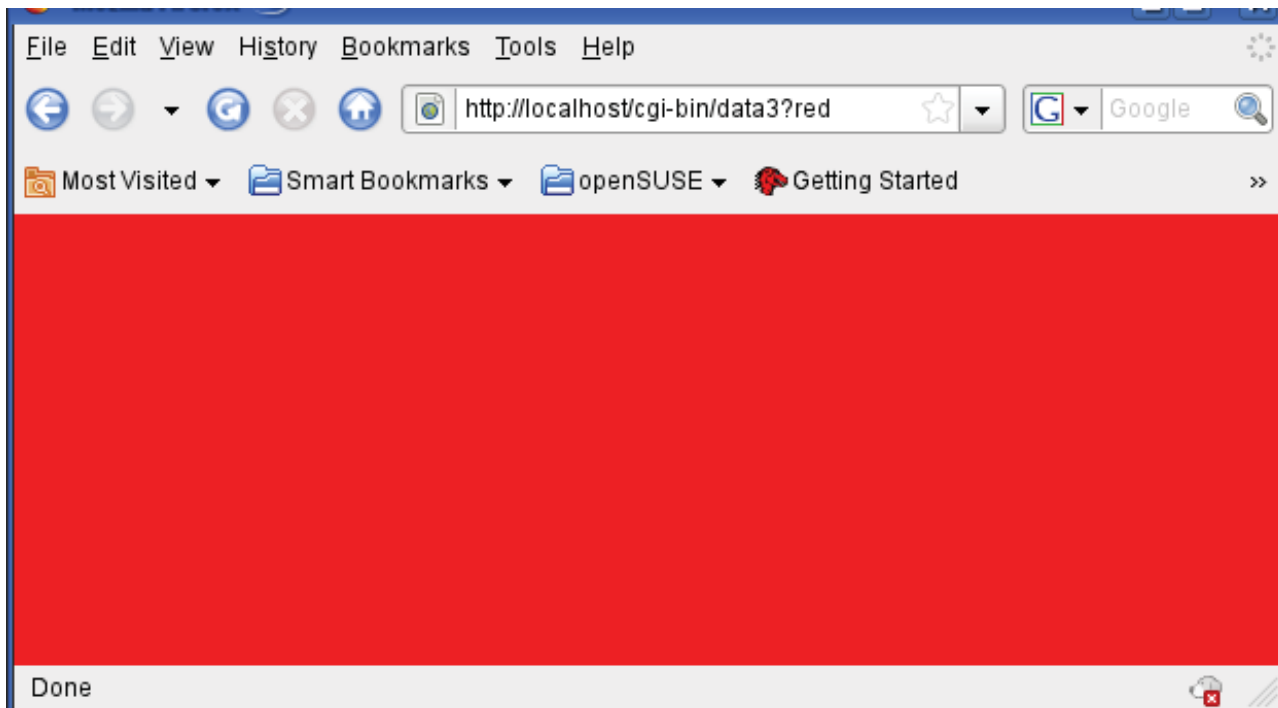 File Edit View History Bookmarks Tools Help
http://localhost/cgi-bin/data3?red G Google
Most Visited Smart Bookmarks openSUSE Getting Started »
Done